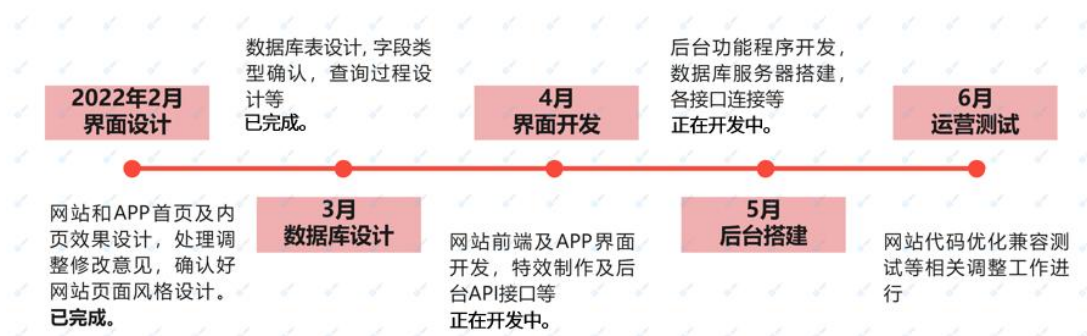 2022年2月
界面设计
网站和APP首页及内
页效果设计，处理调
整修改意见，确认好
网站页面风格设计。
已完成。
数据库表设计, 字段类
型确认，查询过程设
计等
已完成。
3月
数据库设计
4月
界面开发
网站前端及APP界面
开发，特效制作及后
台API接口等
正在开发中。
后台功能程序开发，
数据库服务器搭建，
各接口连接等
正在开发中。
5月
后台搭建
6月
运营测试
网站代码优化兼容测
试等相关调整工作进
行